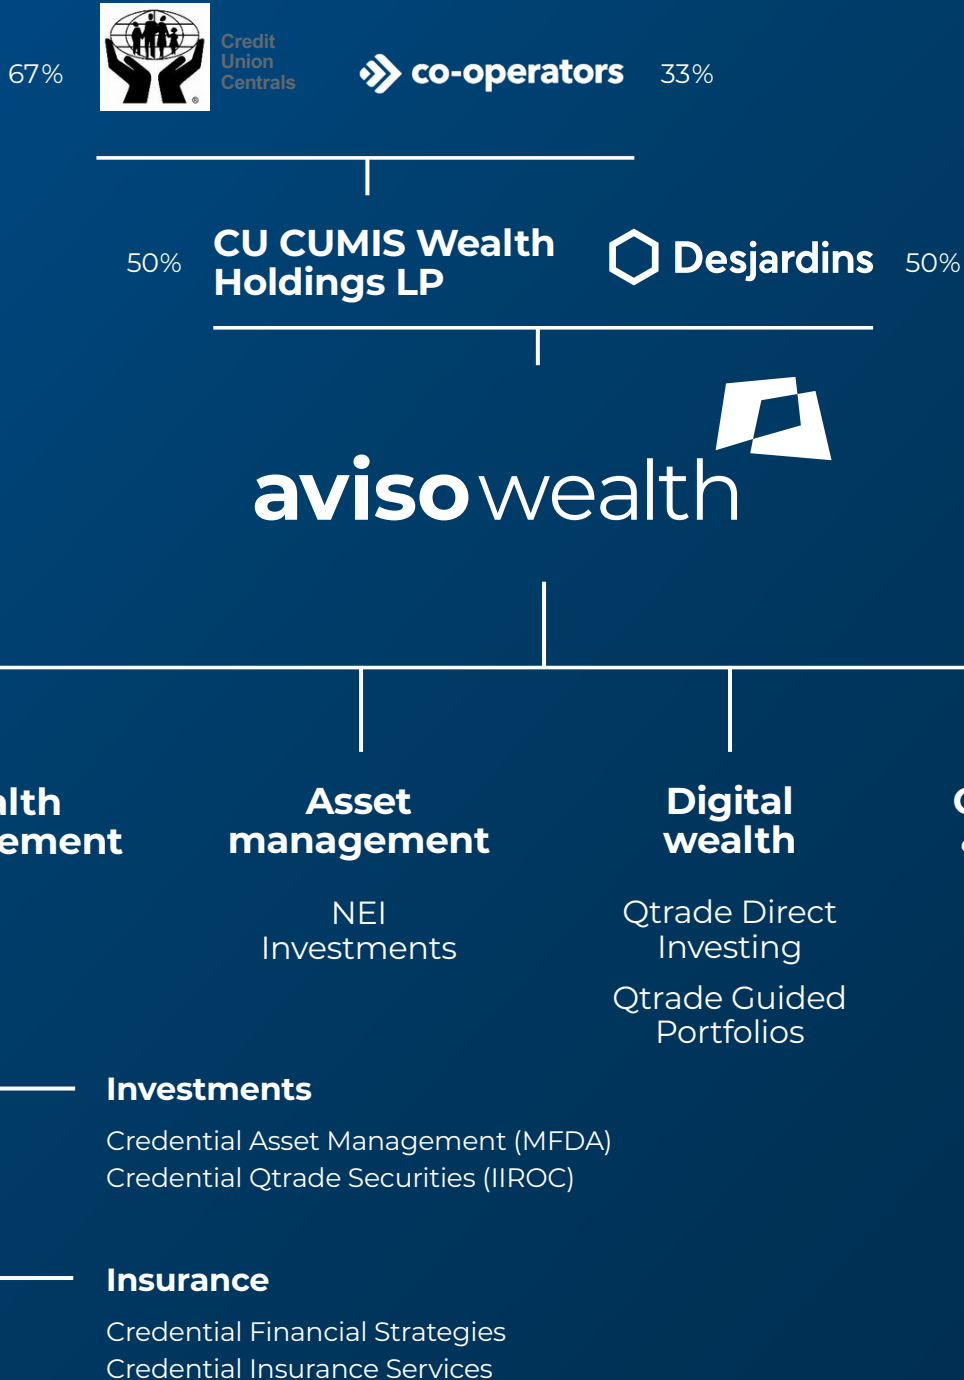 67%
Credit
Union
Centrals
co-operators
33%
50%
CU CUMIS Wealth
Holdings LP
Desjardins
50%
aviso wealth
alth
ement
Asset
management
NEI
Investments
Digital
wealth
Qtrade Direct
Investing
Qtrade Guided
Portfolios
Investments
Credential Asset Management (MFDA)
Credential Qtrade Securities (IIROC)
Insurance
Credential Financial Strategies
Credential Insurance Services